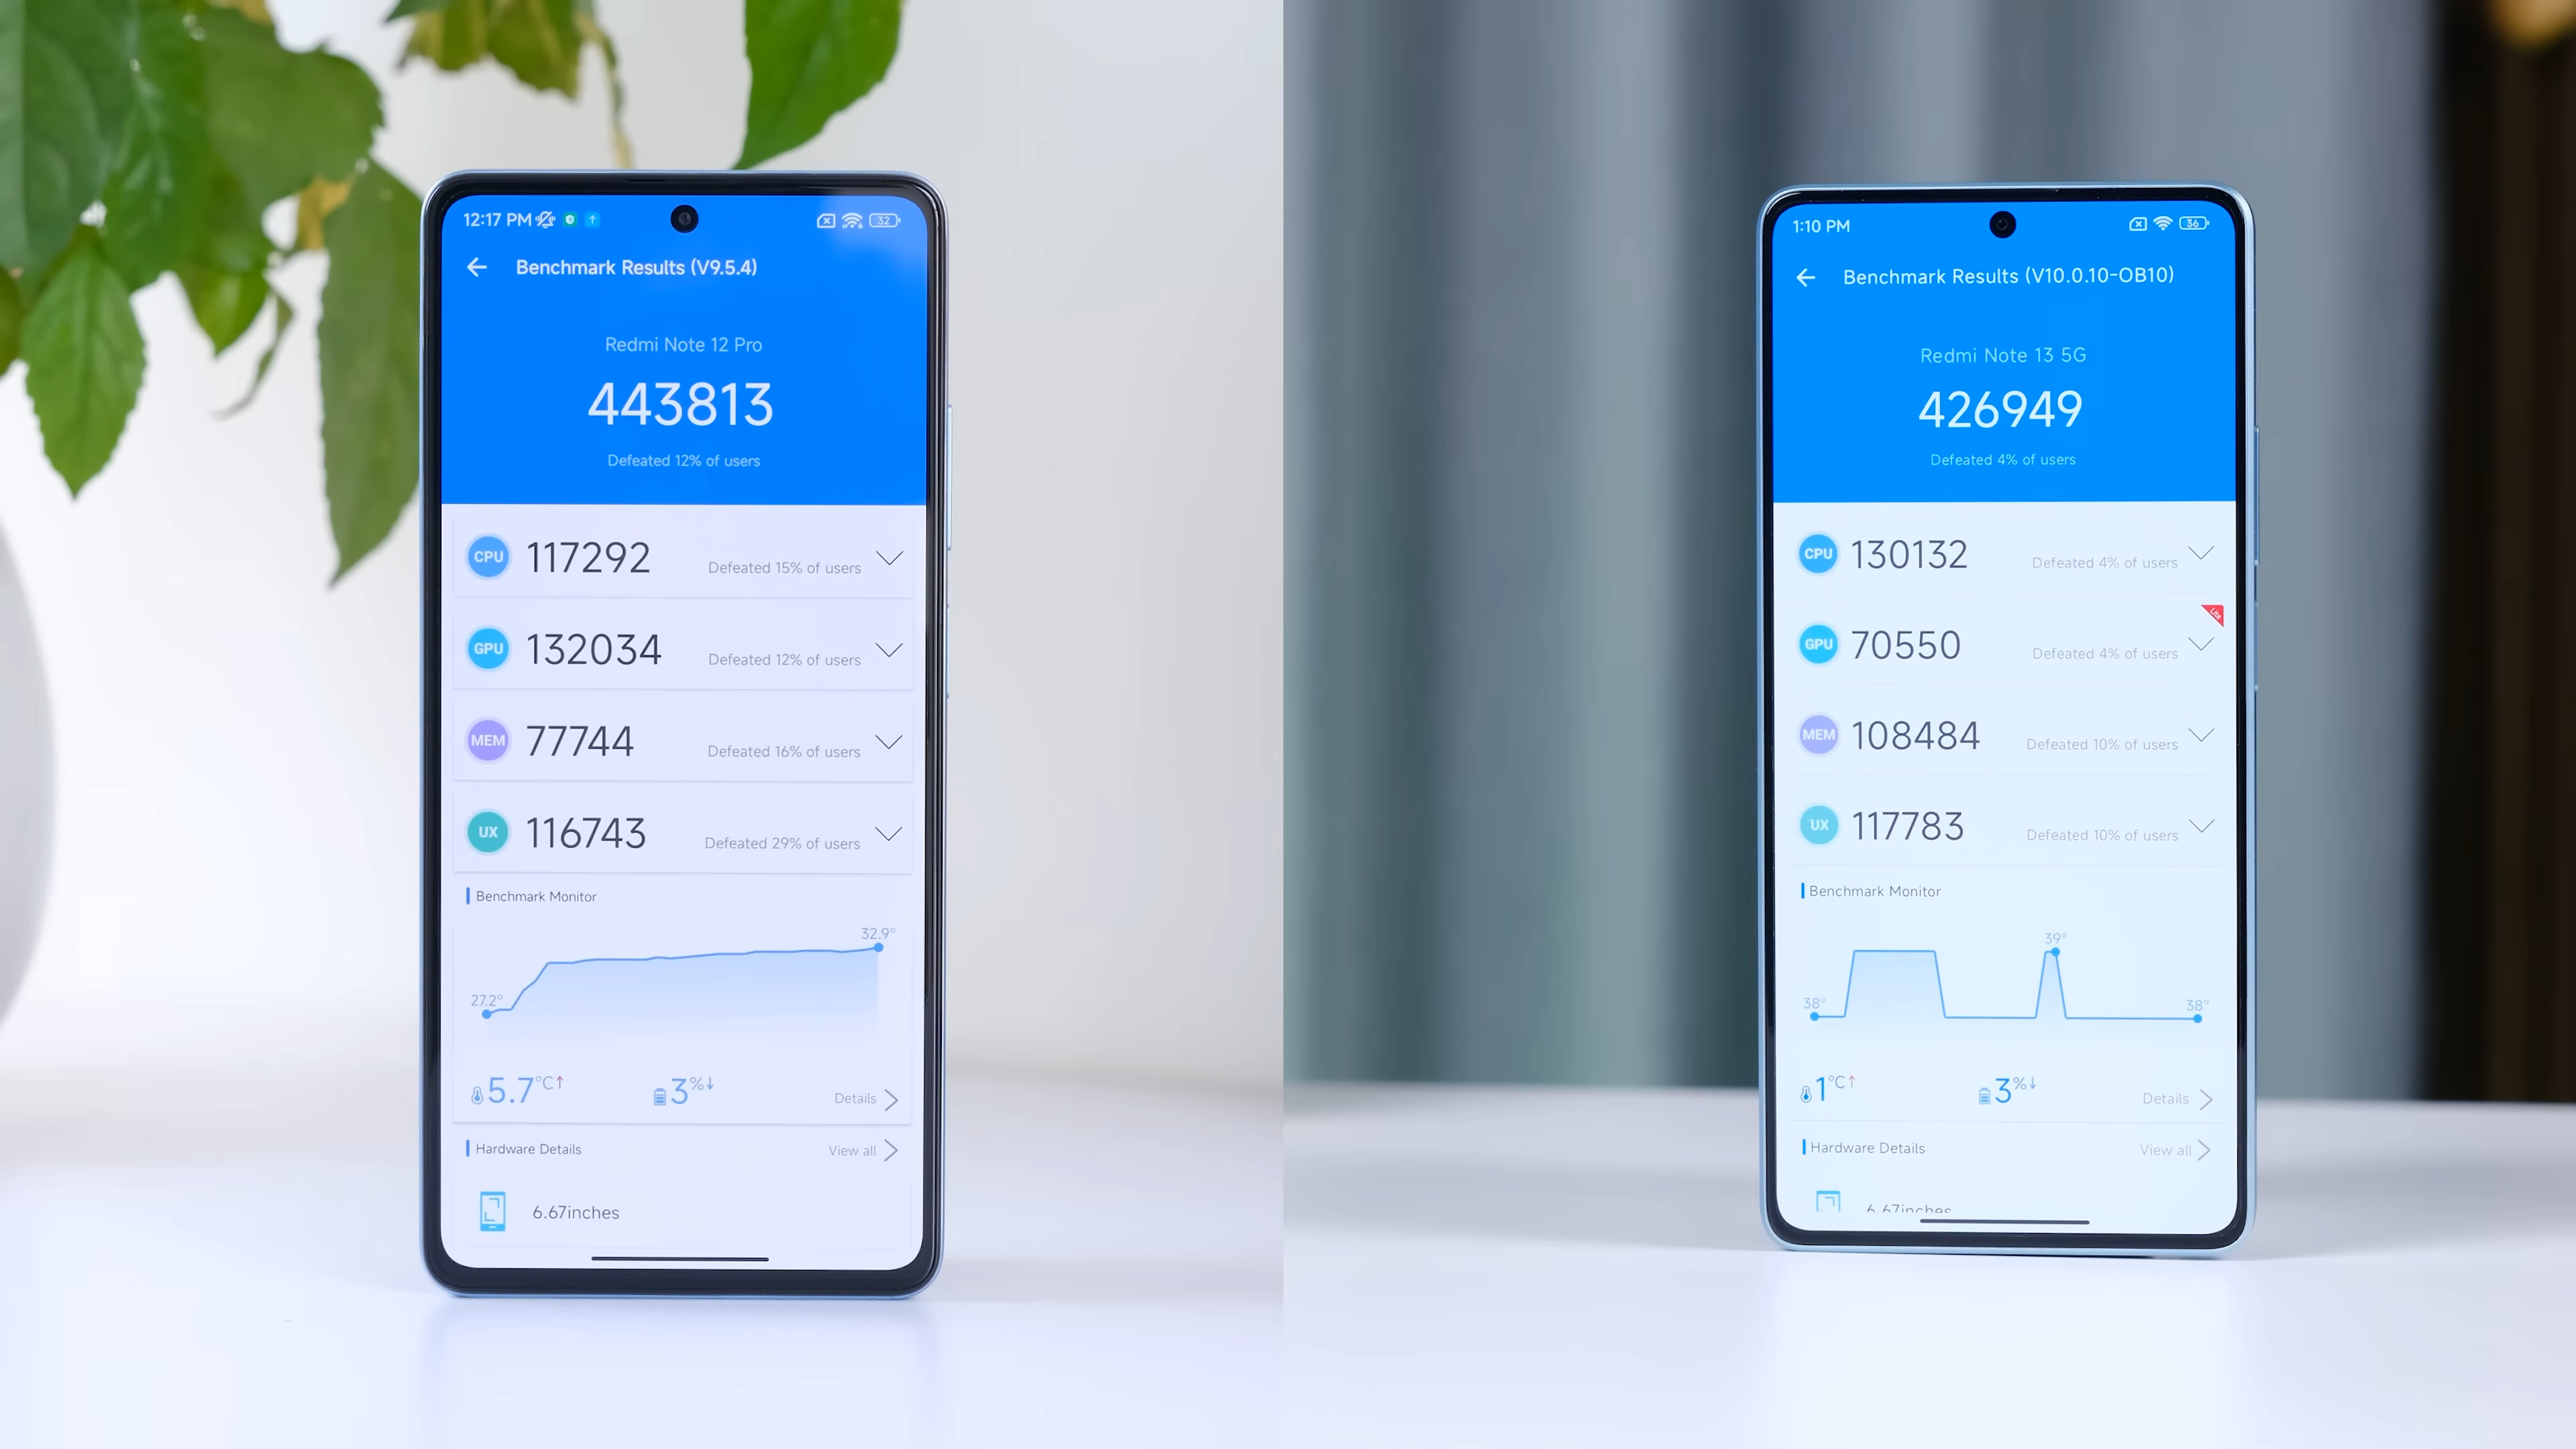 12:17 PM
32
Benchmark Results (V9.5.4)
Redmi Note 12 Pro
443813
Defeated 12% of users
CPU 117292 Defeated 15% of users
GPU 132034 Defeated 12% of users
MEM 77744 Defeated 16% of users
UX 116743 Defeated 29% of users
Benchmark Monitor
32.9°
27.2°
5.7°C↑ 3%↓ Details
Hardware Details View all
6.67inches
1:10 PM
36
Benchmark Results (V10.0.10-OB10)
Redmi Note 13 5G
426949
Defeated 4% of users
CPU 130132 Defeated 4% of users
Lite
GPU 70550 Defeated 4% of users
MEM 108484 Defeated 10% of users
UX 117783 Defeated 10% of users
Benchmark Monitor
39°
38° 38°
1°C↑ 3%↓ Details
Hardware Details View all
6.67inches